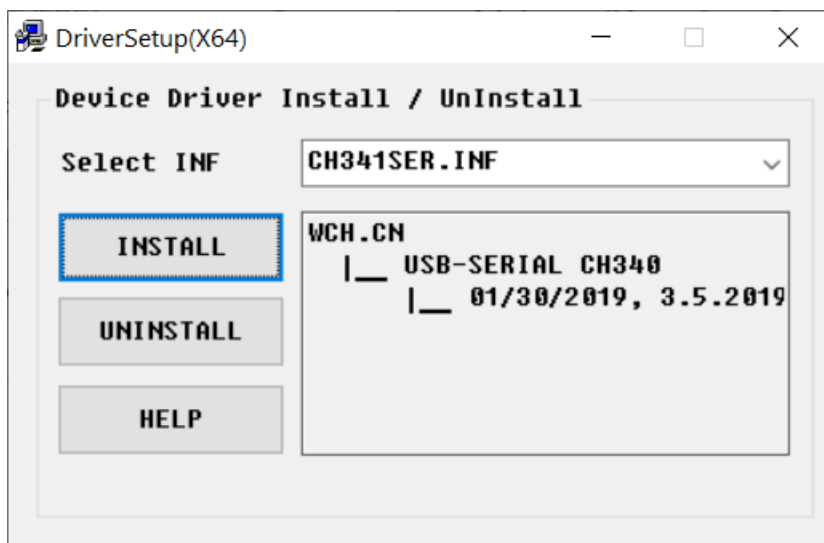 DriverSetup(X64)
Device Driver Install / UnInstall
Select INF
CH341SER.INF
INSTALL
WCH.CN
|__ USB-SERIAL CH340
|__ 01/30/2019, 3.5.2019
UNINSTALL
HELP